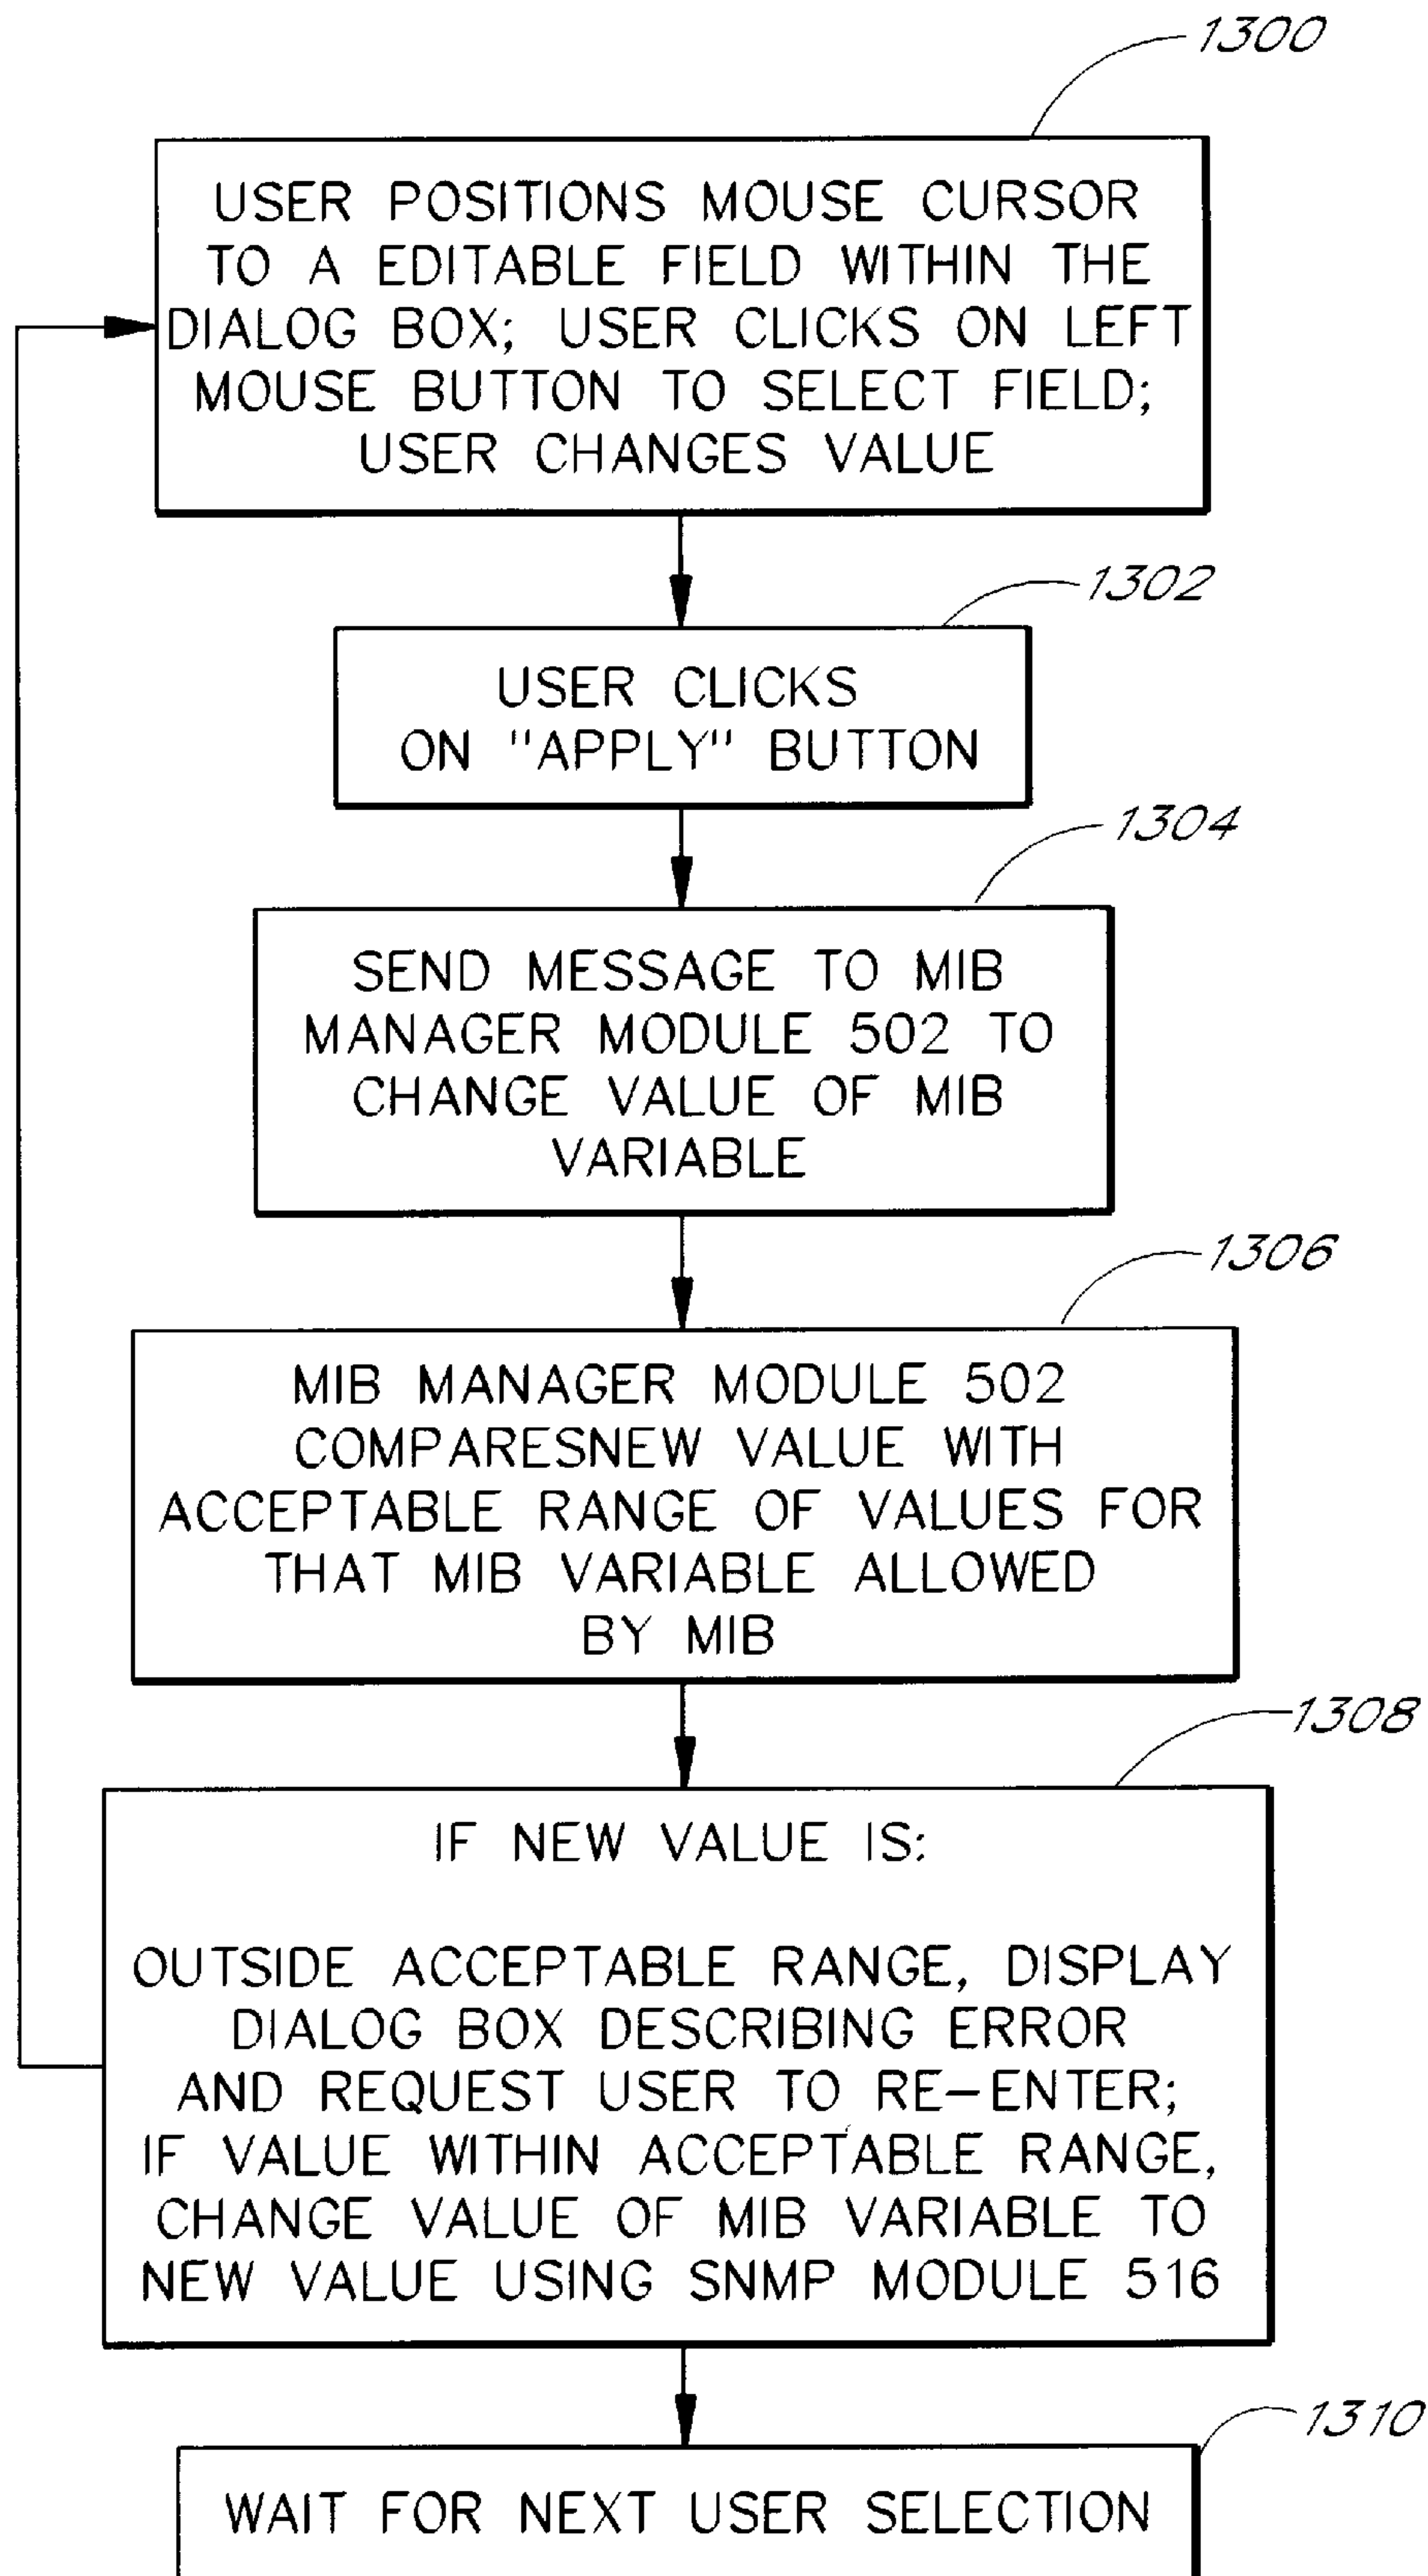 1300
USER POSITIONS MOUSE CURSOR
TO A EDITABLE FIELD WITHIN THE
DIALOG BOX; USER CLICKS ON LEFT
MOUSE BUTTON TO SELECT FIELD;
USER CHANGES VALUE
1302
USER CLICKS
ON "APPLY" BUTTON
1304
SEND MESSAGE TO MIB
MANAGER MODULE 502 TO
CHANGE VALUE OF MIB
VARIABLE
1306
MIB MANAGER MODULE 502
COMPARESNEW VALUE WITH
ACCEPTABLE RANGE OF VALUES FOR
THAT MIB VARIABLE ALLOWED
BY MIB
1308
IF NEW VALUE IS:
OUTSIDE ACCEPTABLE RANGE, DISPLAY
DIALOG BOX DESCRIBING ERROR
AND REQUEST USER TO RE-ENTER;
IF VALUE WITHIN ACCEPTABLE RANGE,
CHANGE VALUE OF MIB VARIABLE TO
NEW VALUE USING SNMP MODULE 516
1310
WAIT FOR NEXT USER SELECTION